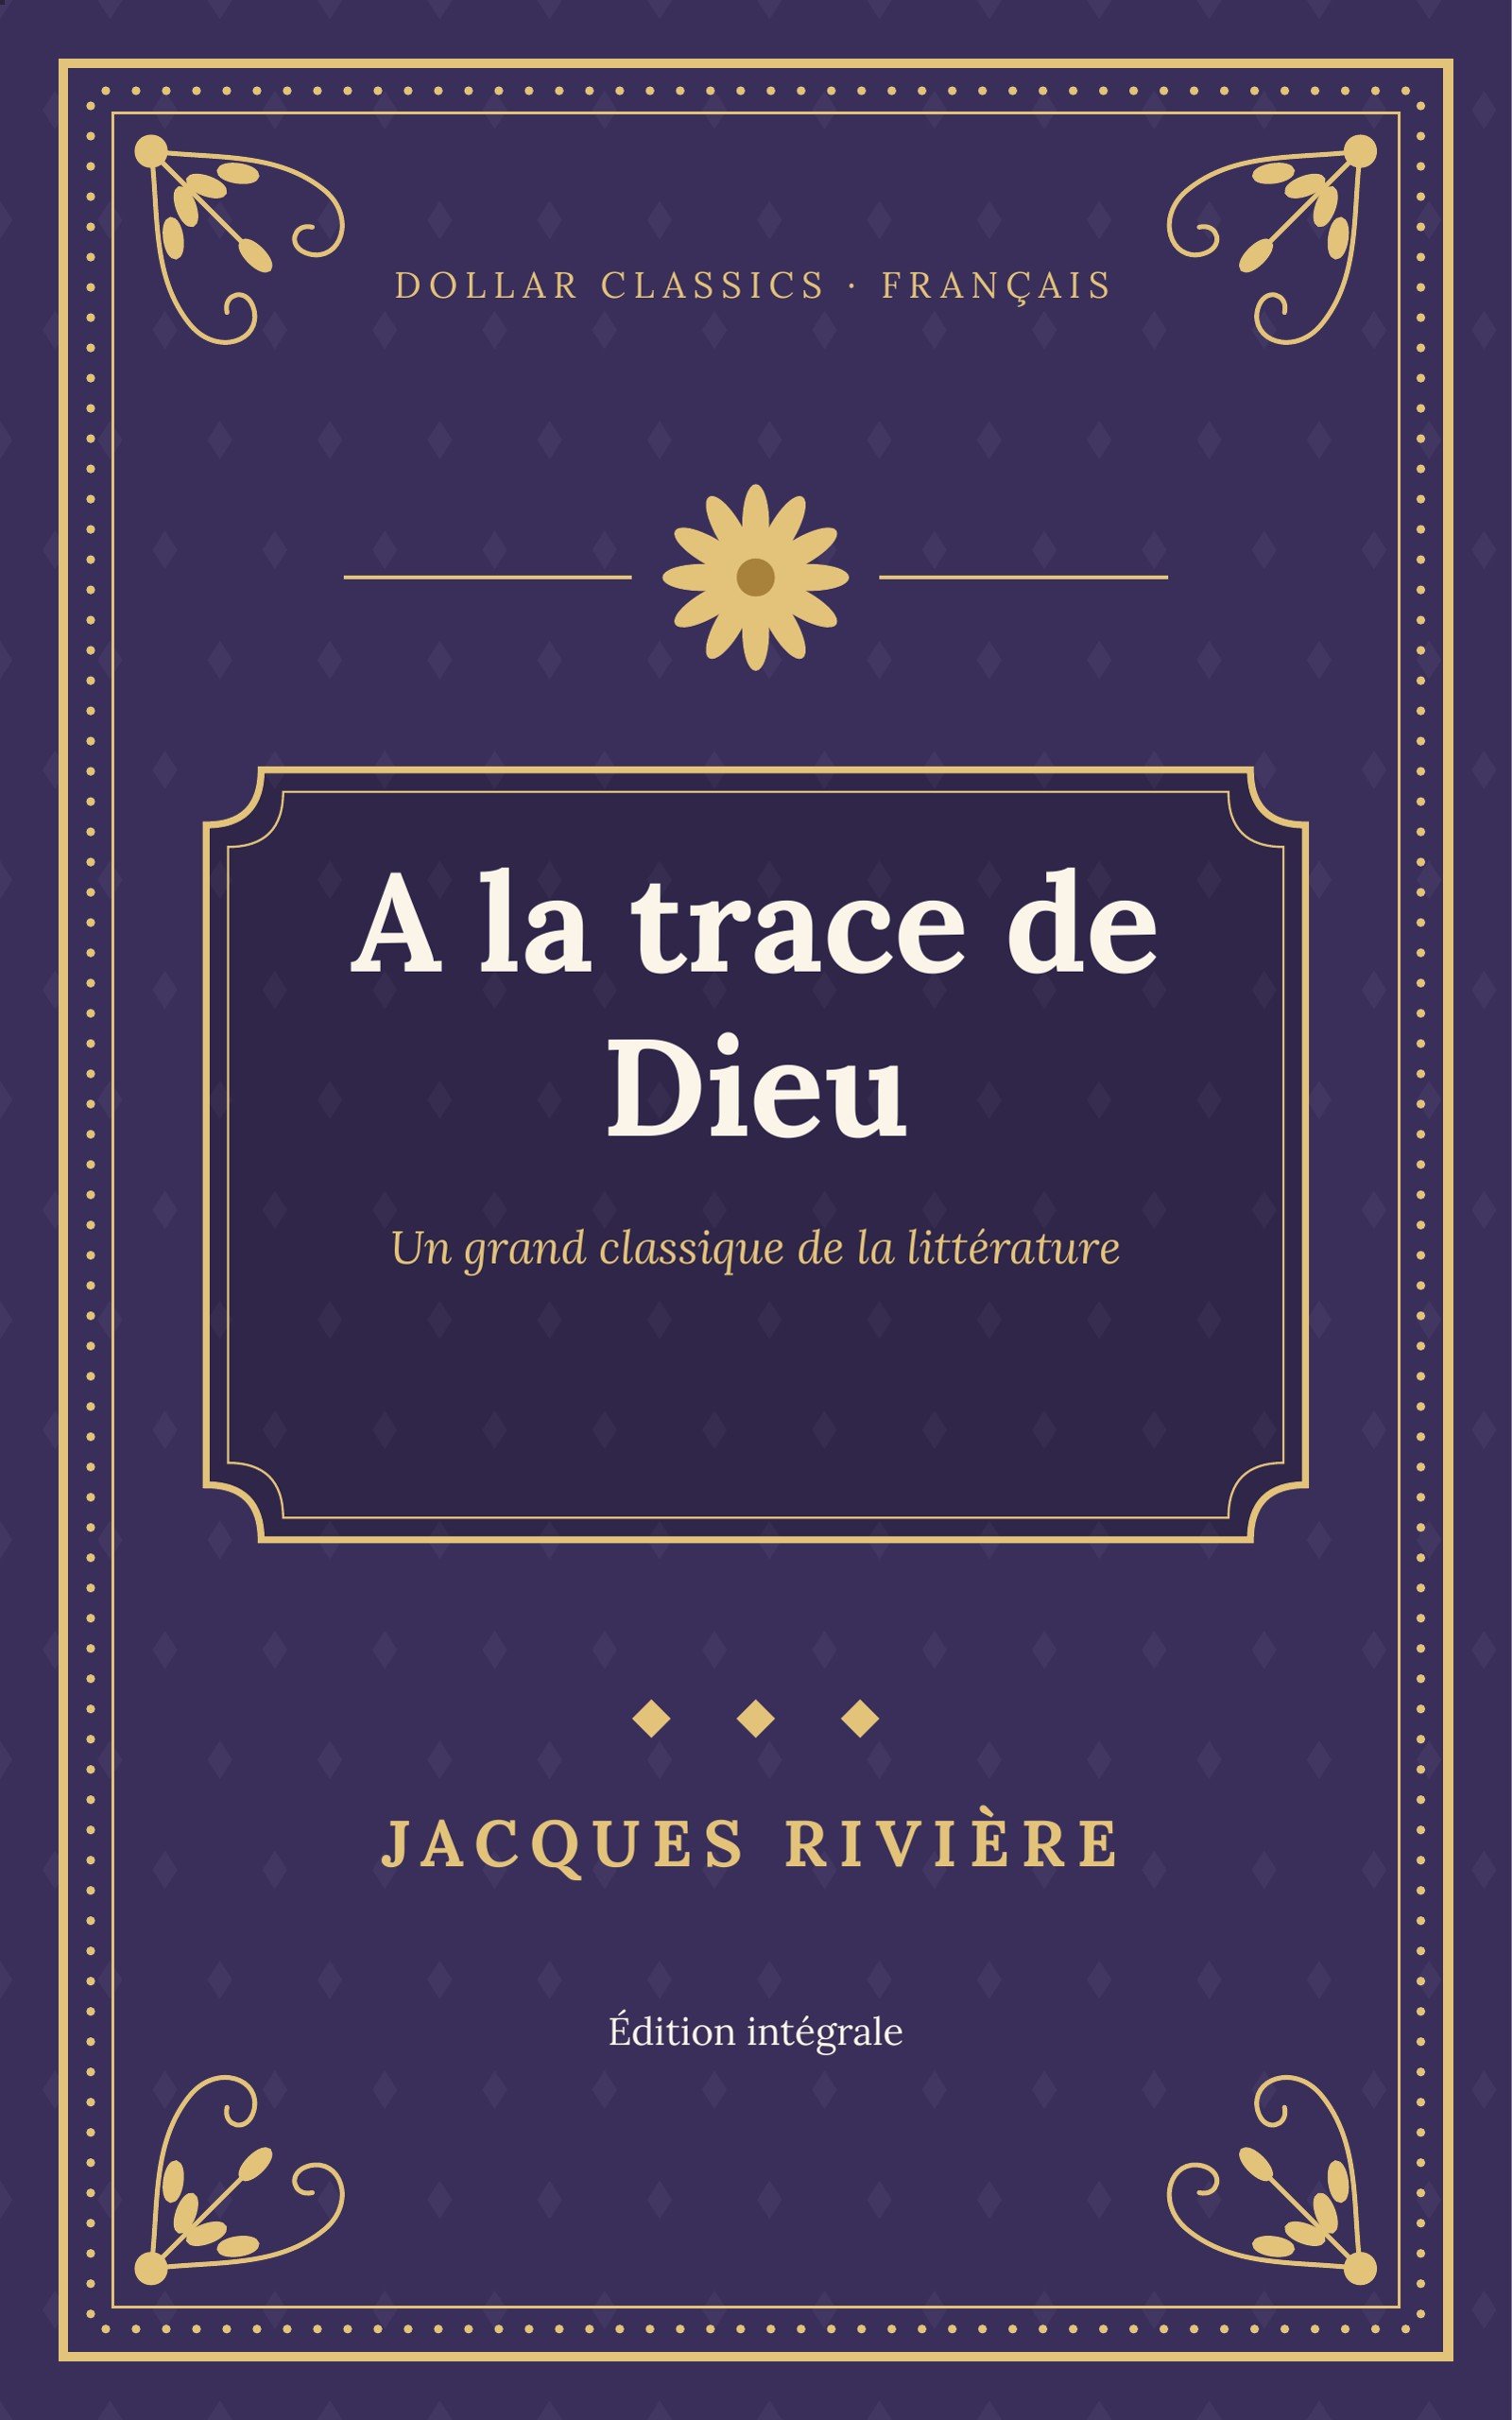 DOLLAR CLASSICS · FRANÇAIS
A la trace de
Dieu
Un grand classique de la littérature
JACQUES RIVIÈRE
Édition intégrale